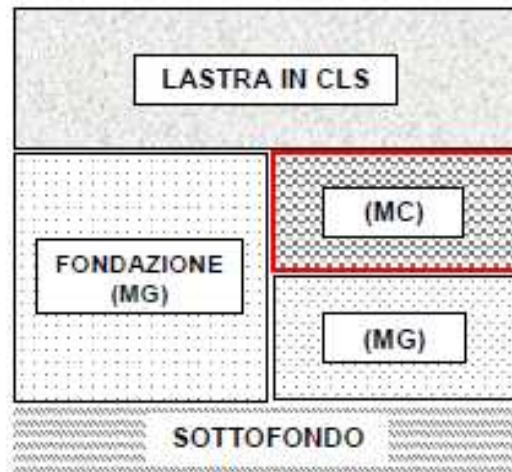 LASTRA IN CLS
FONDAZIONE
(MG)
(MC)
(MG)
SOTTOFONDO